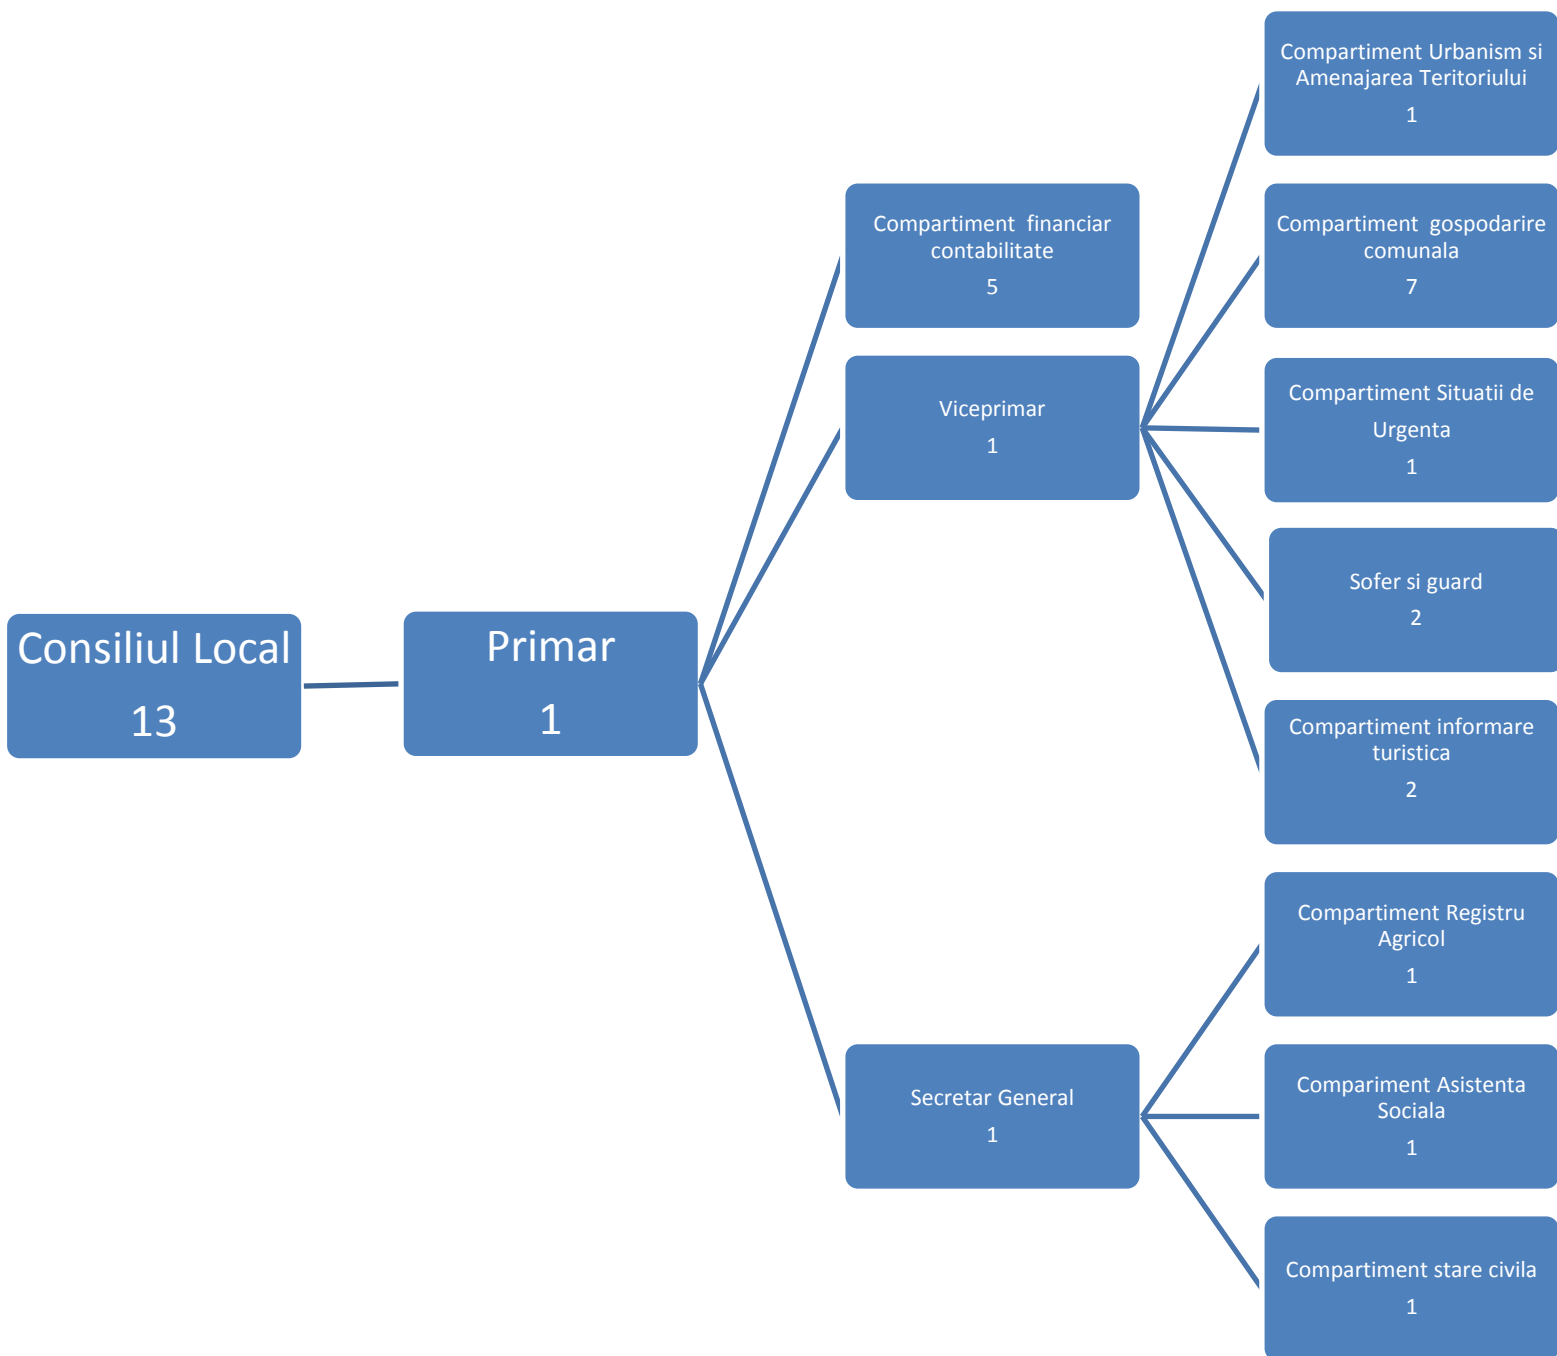 Consiliul Local
13
Primar
1
Compartiment financiar
contabilitate
5
Viceprimar
1
Secretar General
1
Compartiment Urbanism si
Amenajarea Teritoriului
1
Compartiment gospodarire
comunala
7
Compartiment Situatii de
Urgenta
1
Sofer si guard
2
Compartiment informare
turistica
2
Compartiment Registru
Agricol
1
Compariment Asistenta
Sociala
1
Compartiment stare civila
1